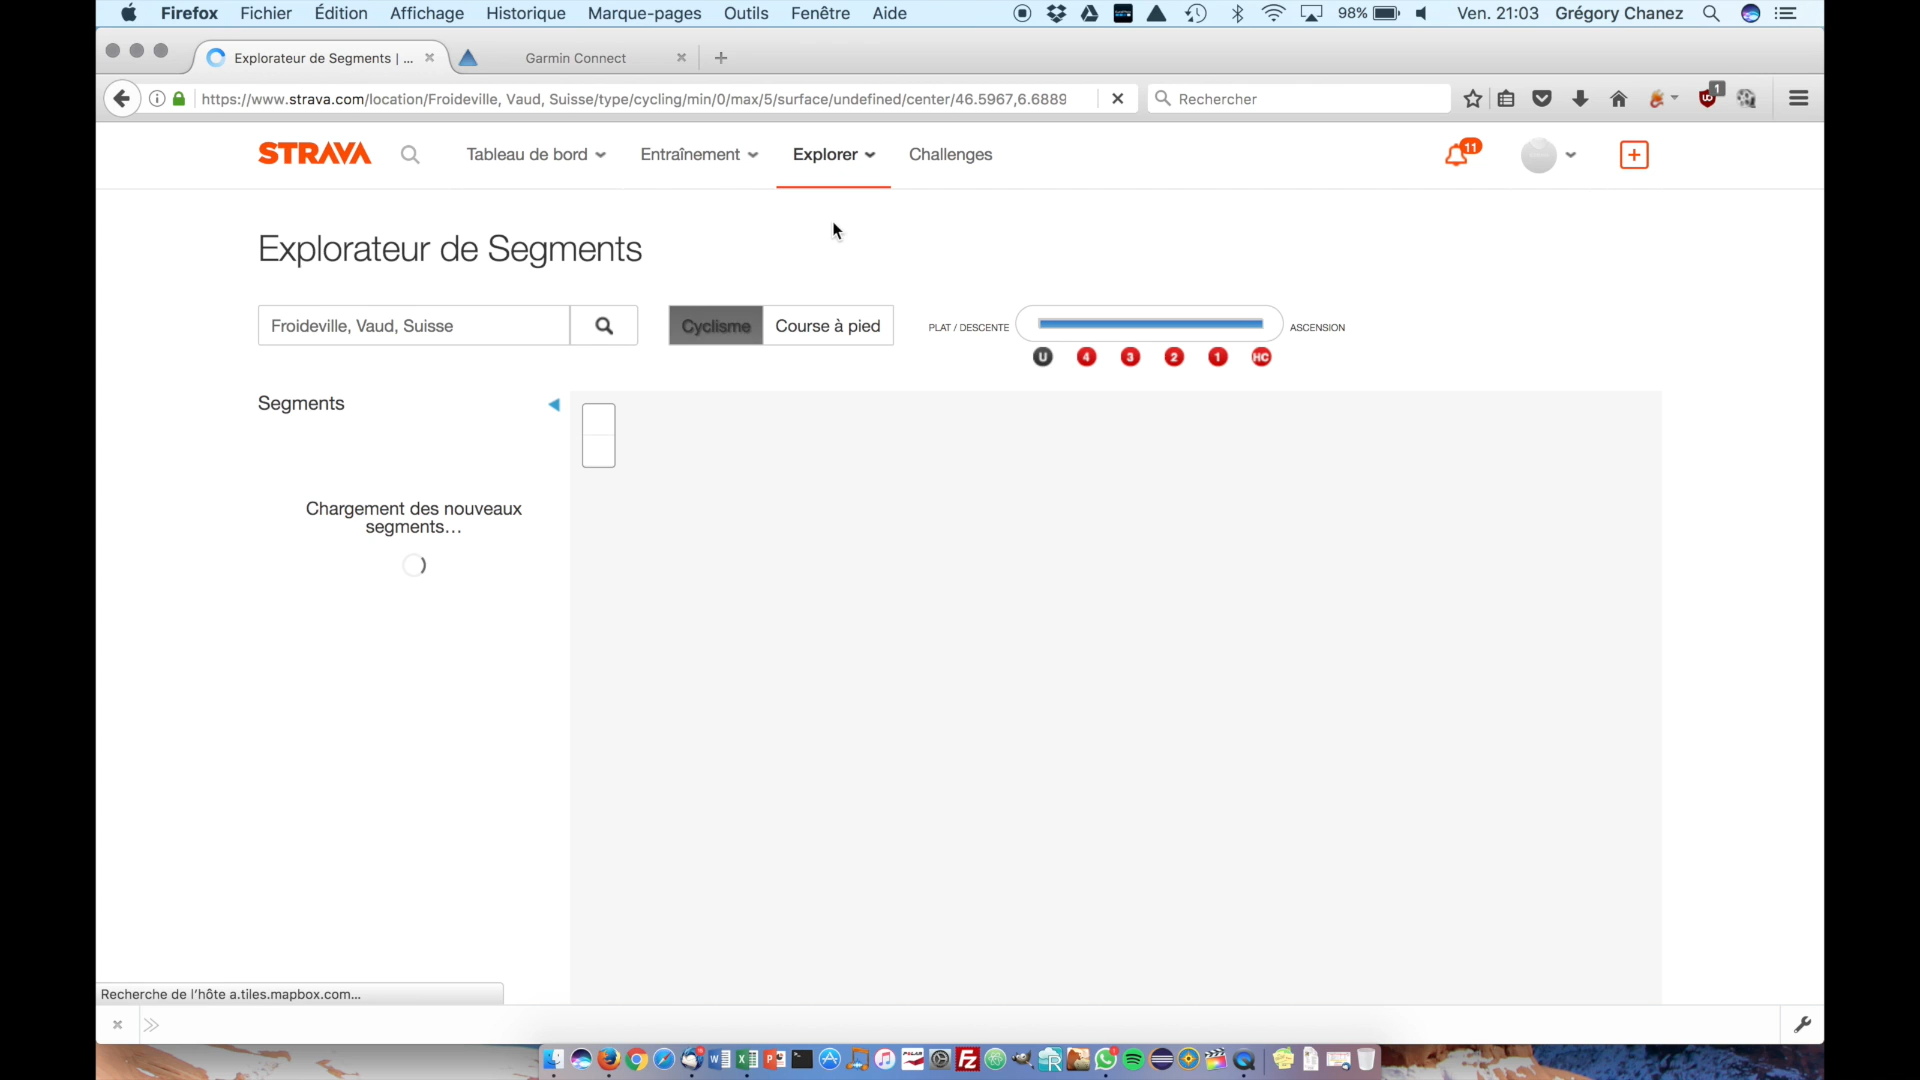 Firefox Fichier Édition Affichage Historique Marque-pages Outils Fenêtre Aide 98% Ven. 21:03 Grégory Chanez
Explorateur de Segments | ... Garmin Connect
https://www.strava.com/location/Froideville, Vaud, Suisse/type/cycling/min/0/max/5/surface/undefined/center/46.5967,6.6889 Rechercher 1
STRAVA Tableau de bord Entraînement Explorer Challenges 11
Explorateur de Segments
Froideville, Vaud, Suisse Cyclisme Course à pied PLAT / DESCENTE ASCENSION
U 4 3 2 1 HC
Segments
Chargement des nouveaux
segments…
Recherche de l'hôte a.tiles.mapbox.com…